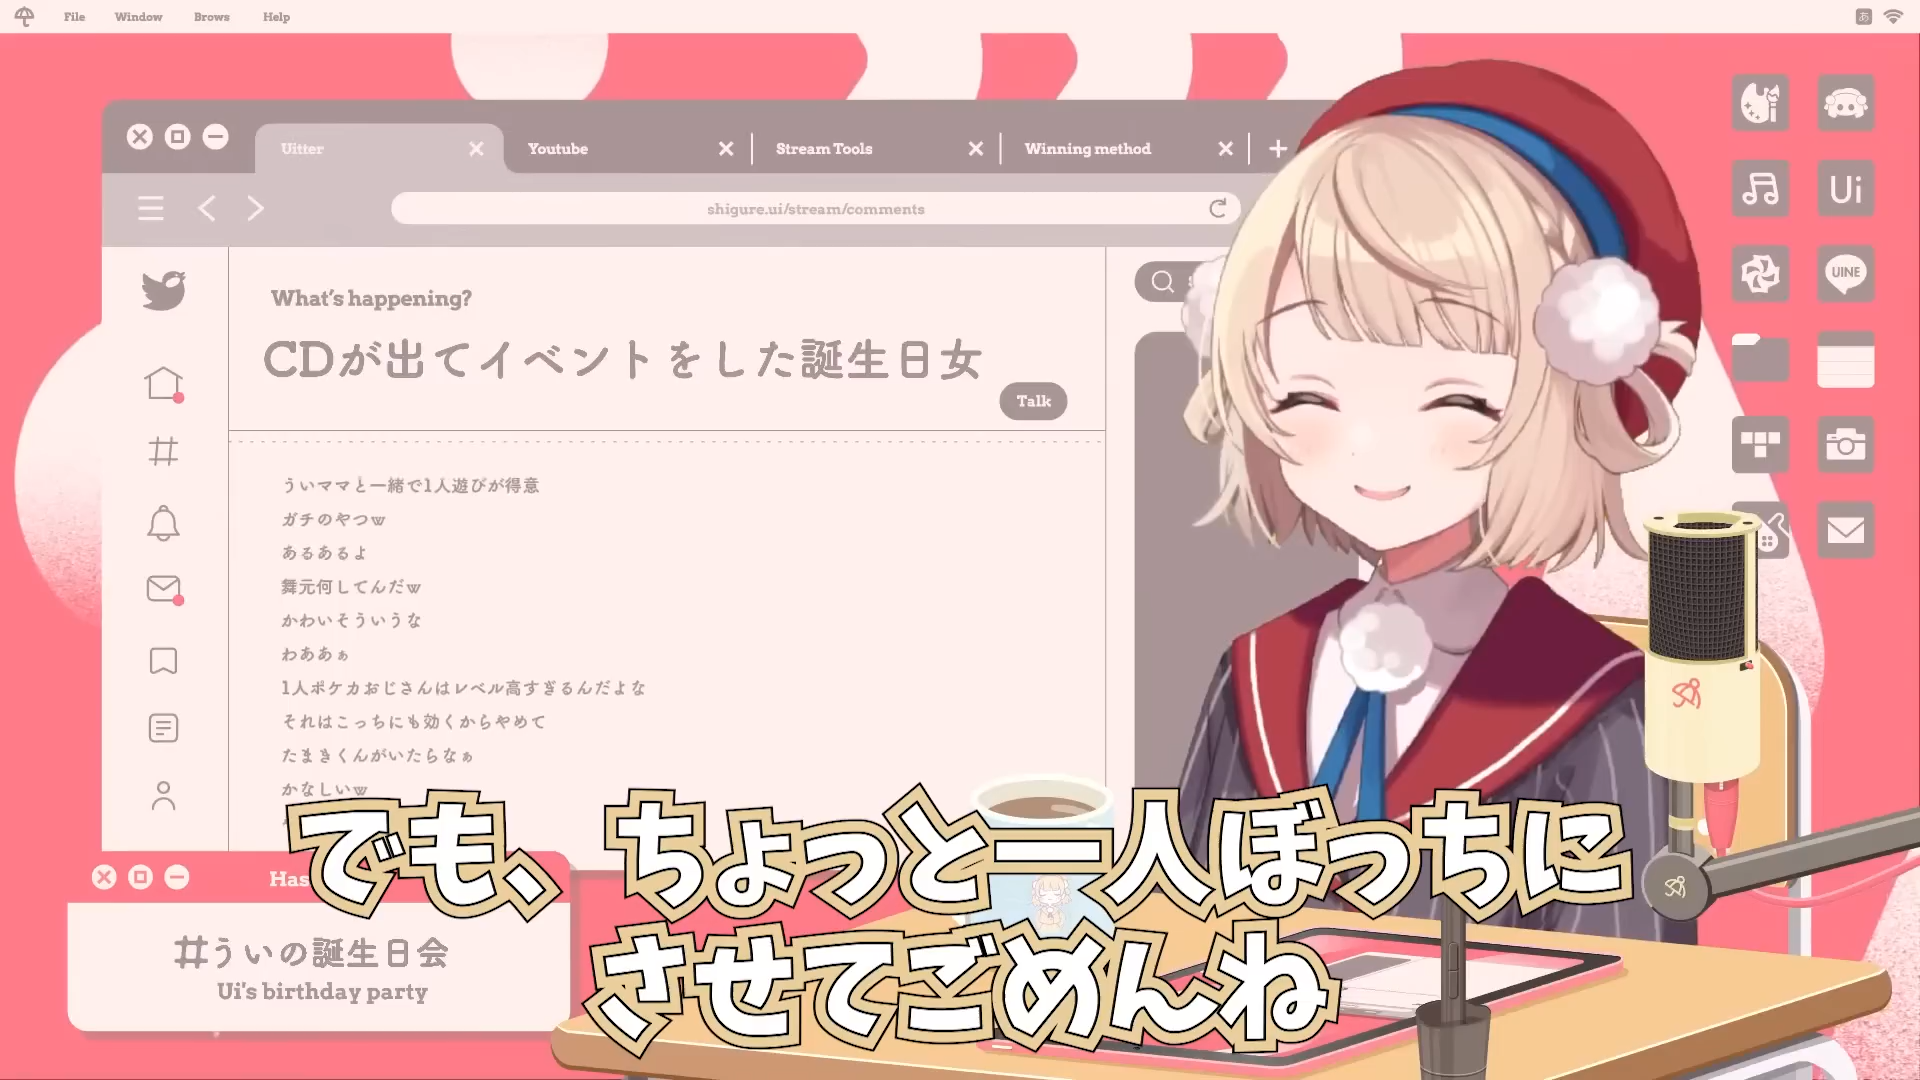 File Window Brows Help
あ
Uitter Youtube Stream Tools Winning method
shigure.ui/stream/comments
Ui
UINE
What's happening?
CDが出てイベントをした誕生日女
Talk
ういママと一緒で1人遊びが得意
ガチのやつw
あるあるよ
舞元何してんだw
かわいそういうな
わああぁ
1人ポケカおじさんはレベル高すぎるんだよな
それはこっちにも効くからやめて
たまきくんがいたらなぁ
かなしいw
でも、ちょっと一人ぼっちに
させてごめんね
Has
#ういの誕生日会
Ui's birthday party